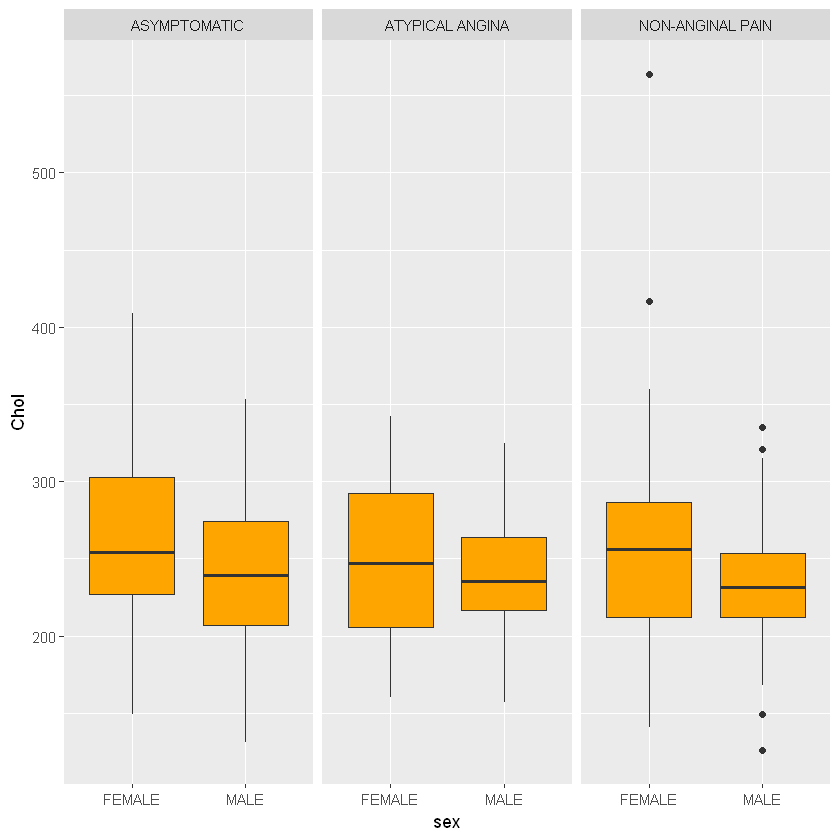 ASYMPTOMATIC
ATYPICAL ANGINA
NON-ANGINAL PAIN
500
400
300
200
Chol
FEMALE
MALE
FEMALE
MALE
FEMALE
MALE
sex